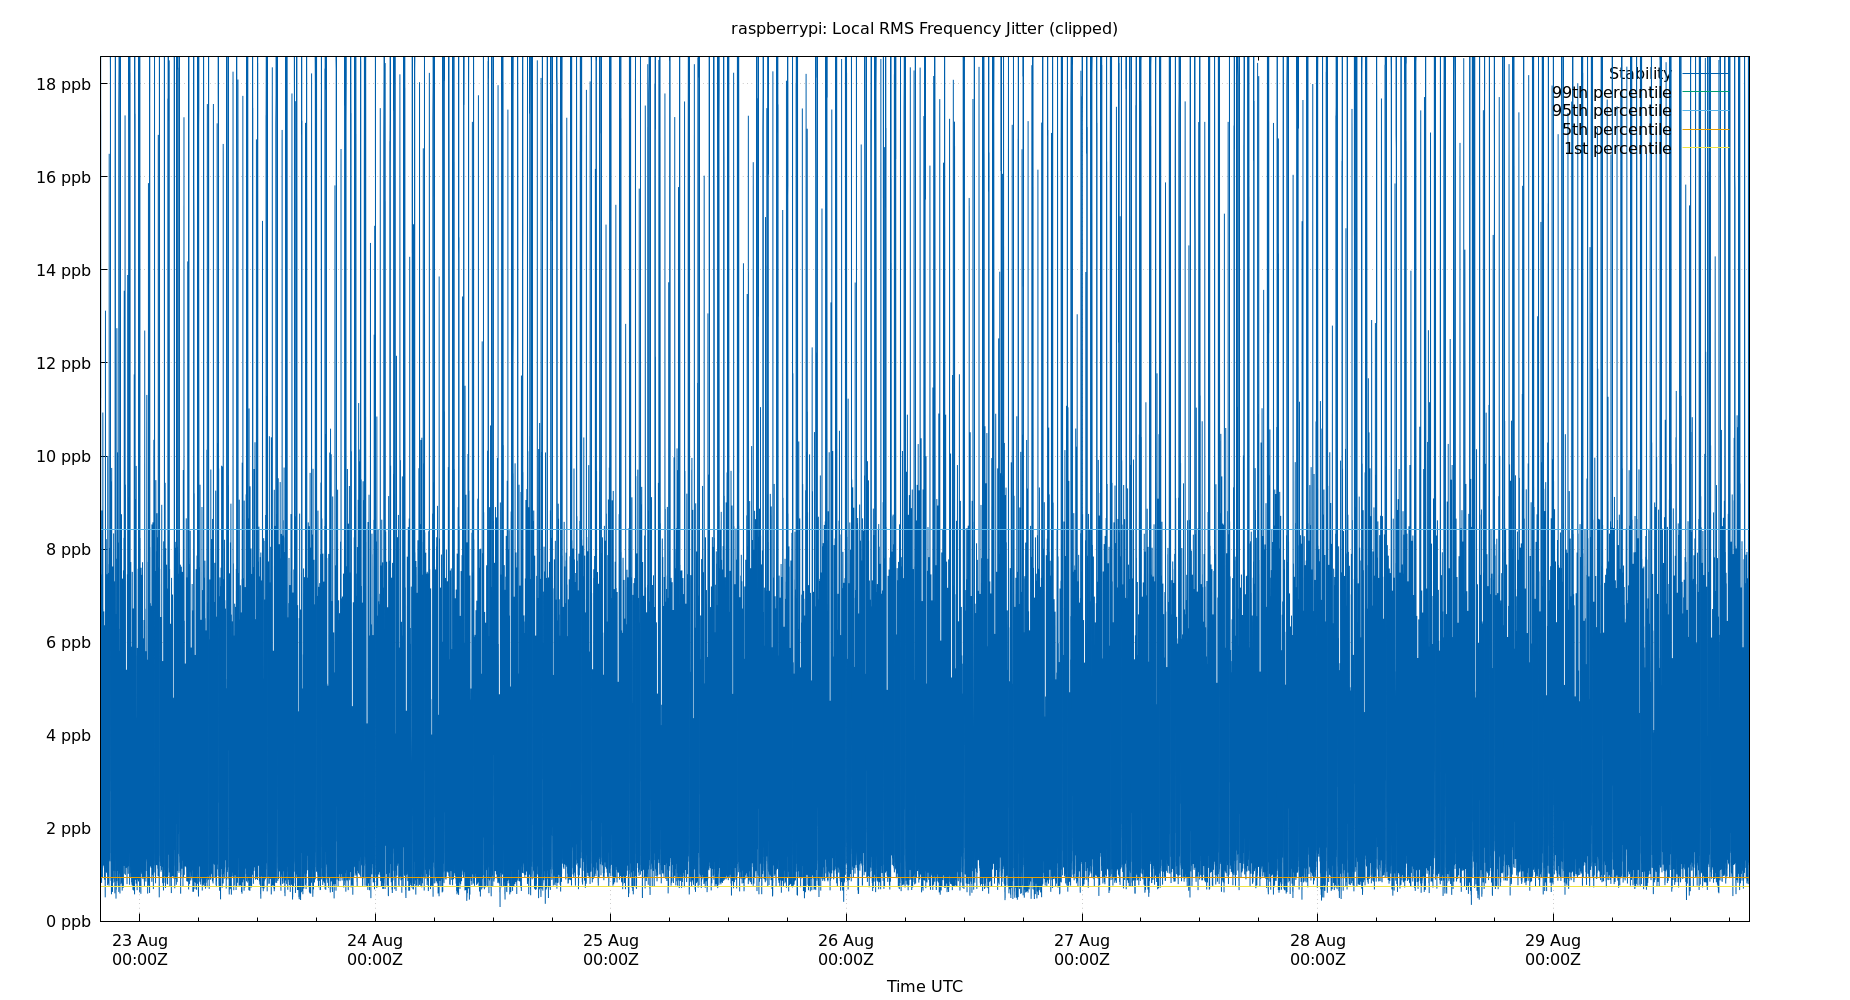 raspberrypi: Local RMS Frequency Jitter (clipped)
Stability
99th percentile
95th percentile
5th percentile
1st percentile
18 ppb
16 ppb
14 ppb
12 ppb
10 ppb
8 ppb
6 ppb
4 ppb
2 ppb
0 ppb
23 Aug
00:00Z
24 Aug
00:00Z
25 Aug
00:00Z
26 Aug
00:00Z
27 Aug
00:00Z
28 Aug
00:00Z
29 Aug
00:00Z
Time UTC